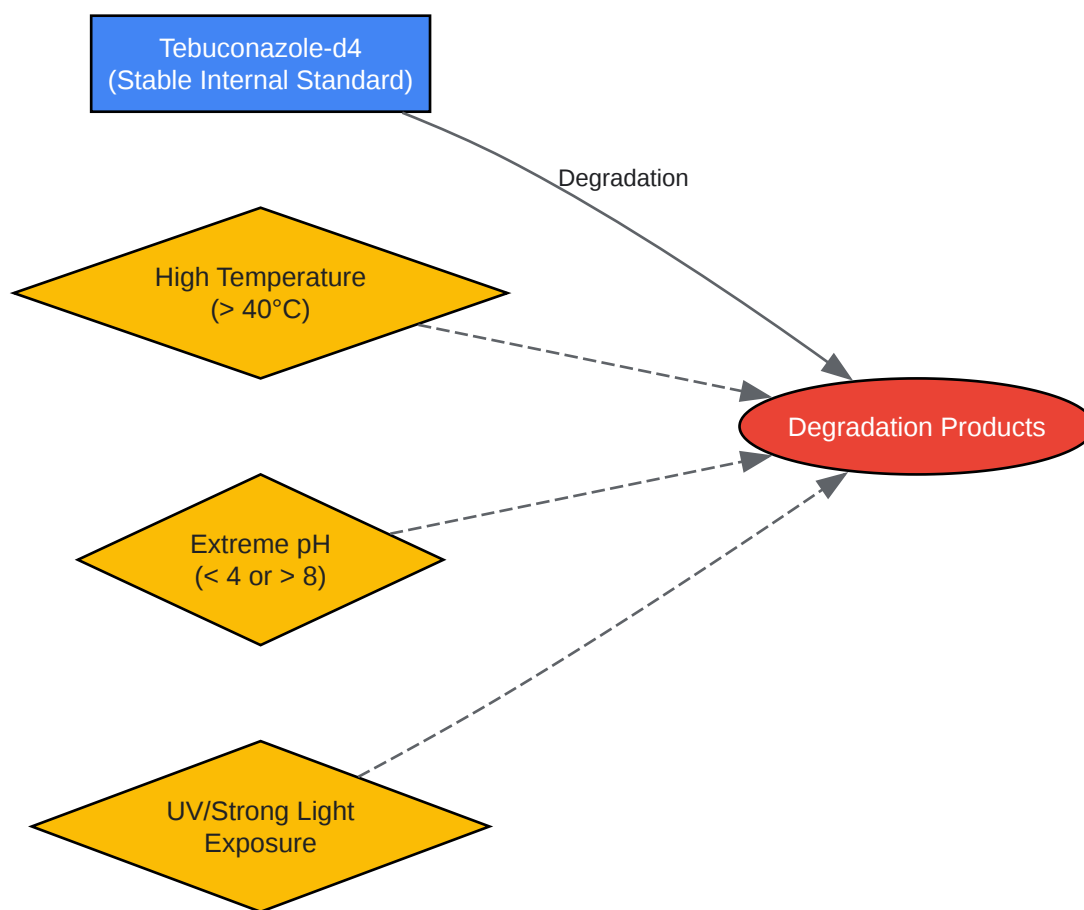 Tebuconazole-d4
(Stable Internal Standard)
Degradation
High Temperature
(> 40°C)
Degradation Products
Extreme pH
(< 4 or > 8)
UV/Strong Light
Exposure